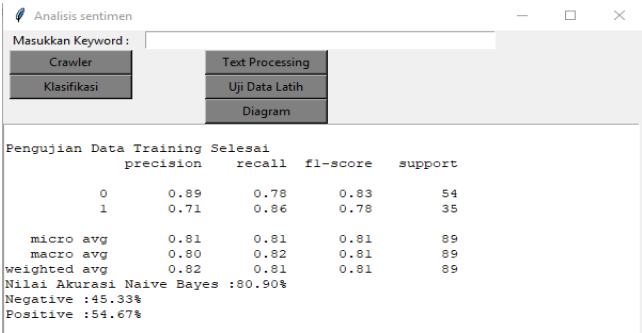 Analisis sentimen
Masukkan Keyword :
Crawler Text Processing
Klasifikasi Uji Data Latih
Diagram
Pengujian Data Training Selesai
precision recall f1-score support
0 0.89 0.78 0.83 54
1 0.71 0.86 0.78 35
micro avg 0.81 0.81 0.81 89
macro avg 0.80 0.82 0.81 89
weighted avg 0.82 0.81 0.81 89
Nilai Akurasi Naive Bayes :80.90%
Negative :45.33%
Positive :54.67%